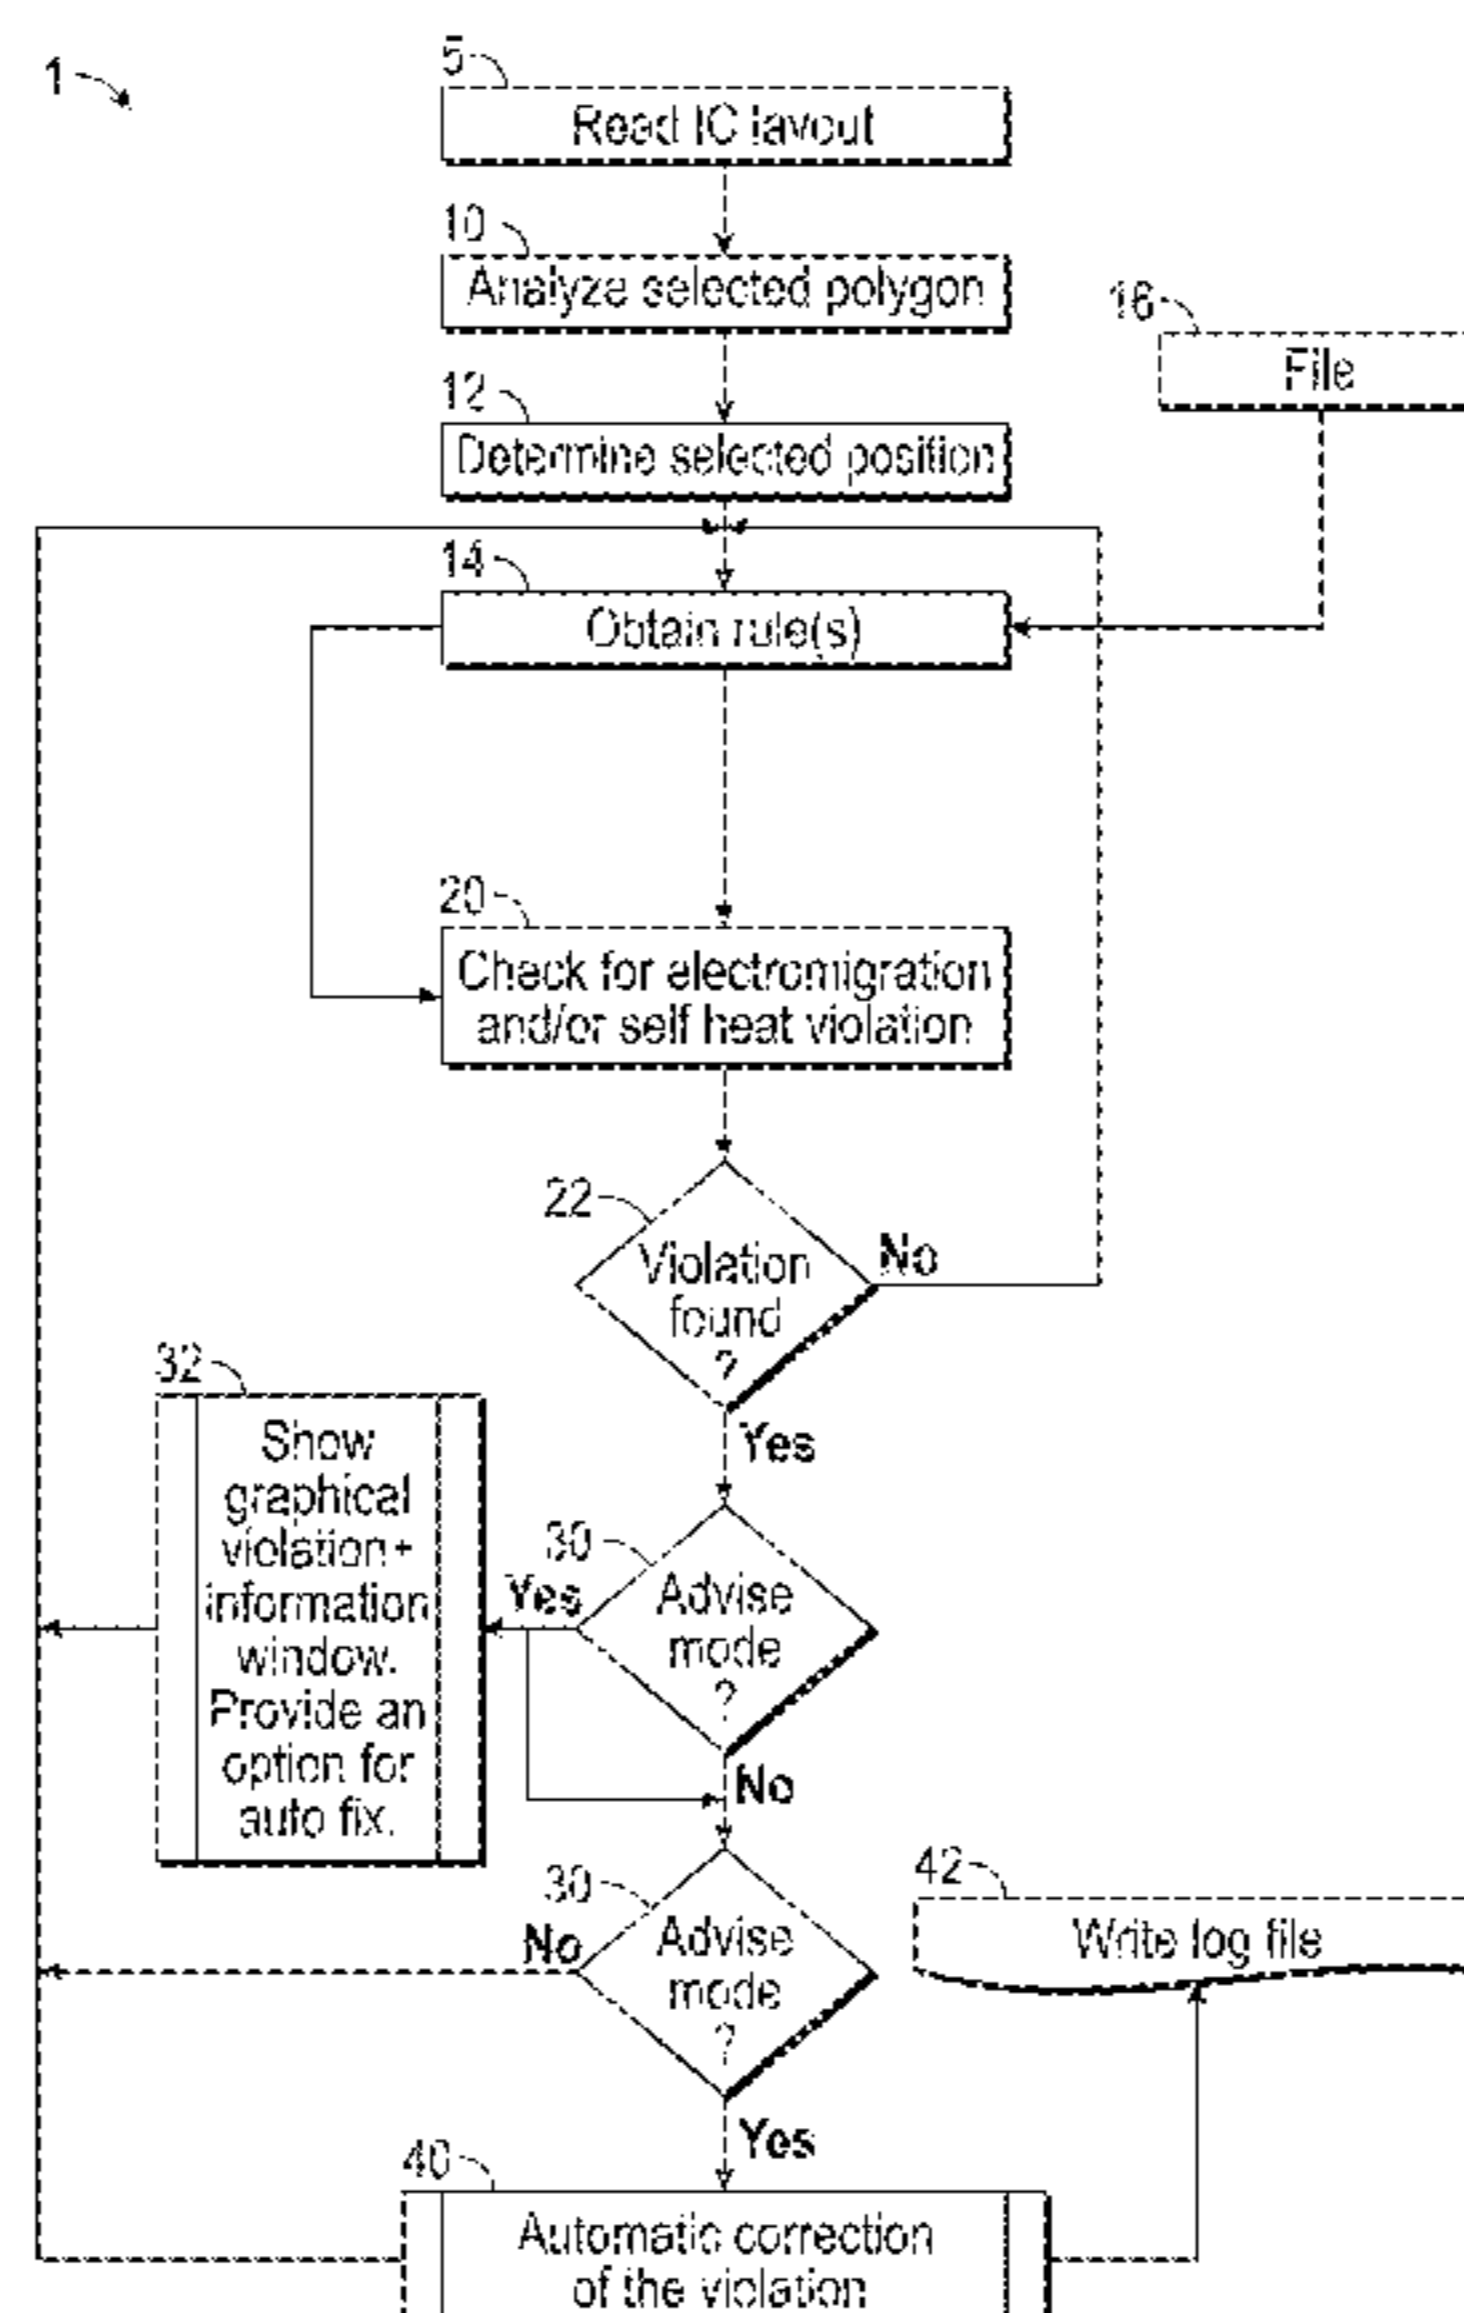 1
5
Read IC layout
10
Analyze selected polygon
16
File
12
Determine selected position
14
Obtain rule(s)
20
Check for electromigration
and/or self heat violation
22
Violation
found
?
No
Yes
32
Show
graphical
violation+
information
window.
Provide an
option for
auto fix.
30
Advise
mode
?
Yes
No
30
Advise
mode
?
No
Yes
42
Write log file
40
Automatic correction
of the violation